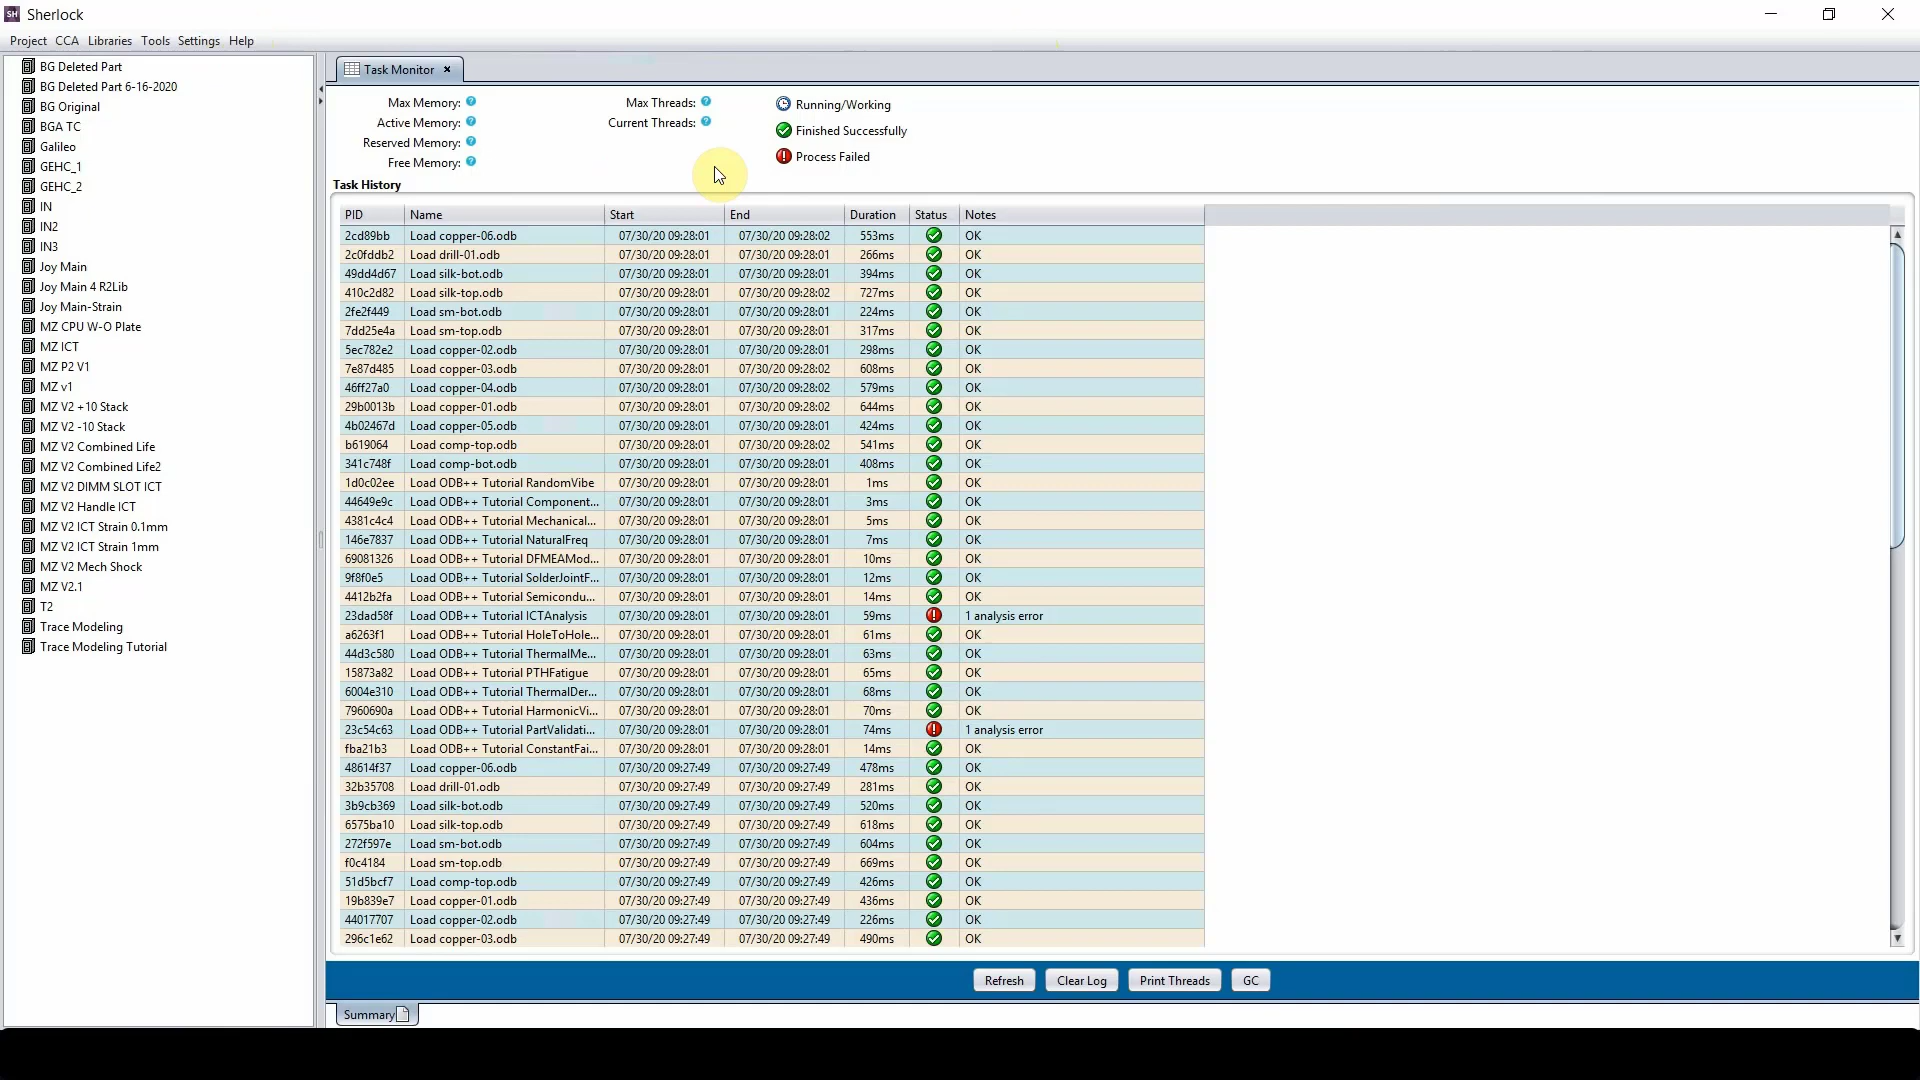 SH Sherlock
Project CCA Libraries Tools Settings Help
BG Deleted Part
BG Deleted Part 6-16-2020
BG Original
BGA TC
Galileo
GEHC_1
GEHC_2
IN
IN2
IN3
Joy Main
Joy Main 4 R2Lib
Joy Main-Strain
MZ CPU W-O Plate
MZ ICT
MZ P2 V1
MZ v1
MZ V2 +10 Stack
MZ V2 -10 Stack
MZ V2 Combined Life
MZ V2 Combined Life2
MZ V2 DIMM SLOT ICT
MZ V2 Handle ICT
MZ V2 ICT Strain 0.1mm
MZ V2 ICT Strain 1mm
MZ V2 Mech Shock
MZ V2.1
T2
Trace Modeling
Trace Modeling Tutorial
Task Monitor ×
Max Memory: ?
Active Memory: ?
Reserved Memory: ?
Free Memory: ?
Max Threads: ?
Current Threads: ?
Running/Working
Finished Successfully
Process Failed
Task History
PID Name Start End Duration Status Notes
2cd89bb Load copper-06.odb 07/30/20 09:28:01 07/30/20 09:28:02 553ms OK
2c0fddb2 Load drill-01.odb 07/30/20 09:28:01 07/30/20 09:28:01 266ms OK
49dd4d67 Load silk-bot.odb 07/30/20 09:28:01 07/30/20 09:28:01 394ms OK
410c2d82 Load silk-top.odb 07/30/20 09:28:01 07/30/20 09:28:02 727ms OK
2fe2f449 Load sm-bot.odb 07/30/20 09:28:01 07/30/20 09:28:01 224ms OK
7dd25e4a Load sm-top.odb 07/30/20 09:28:01 07/30/20 09:28:01 317ms OK
5ec782e2 Load copper-02.odb 07/30/20 09:28:01 07/30/20 09:28:01 298ms OK
7e87d485 Load copper-03.odb 07/30/20 09:28:01 07/30/20 09:28:02 608ms OK
46ff27a0 Load copper-04.odb 07/30/20 09:28:01 07/30/20 09:28:02 579ms OK
29b0013b Load copper-01.odb 07/30/20 09:28:01 07/30/20 09:28:02 644ms OK
4b02467d Load copper-05.odb 07/30/20 09:28:01 07/30/20 09:28:01 424ms OK
b619064 Load comp-top.odb 07/30/20 09:28:01 07/30/20 09:28:02 541ms OK
341c748f Load comp-bot.odb 07/30/20 09:28:01 07/30/20 09:28:01 408ms OK
1d0c02ee Load ODB++ Tutorial RandomVibe 07/30/20 09:28:01 07/30/20 09:28:01 1ms OK
44649e9c Load ODB++ Tutorial Component... 07/30/20 09:28:01 07/30/20 09:28:01 3ms OK
4381c4c4 Load ODB++ Tutorial Mechanical... 07/30/20 09:28:01 07/30/20 09:28:01 5ms OK
146e7837 Load ODB++ Tutorial NaturalFreq 07/30/20 09:28:01 07/30/20 09:28:01 7ms OK
69081326 Load ODB++ Tutorial DFMEAMod... 07/30/20 09:28:01 07/30/20 09:28:01 10ms OK
9f8f0e5 Load ODB++ Tutorial SolderJointF... 07/30/20 09:28:01 07/30/20 09:28:01 12ms OK
4412b2fa Load ODB++ Tutorial Semicondu... 07/30/20 09:28:01 07/30/20 09:28:01 14ms OK
23dad58f Load ODB++ Tutorial ICTAnalysis 07/30/20 09:28:01 07/30/20 09:28:01 59ms 1 analysis error
a6263f1 Load ODB++ Tutorial HoleToHole... 07/30/20 09:28:01 07/30/20 09:28:01 61ms OK
44d3c580 Load ODB++ Tutorial ThermalMe... 07/30/20 09:28:01 07/30/20 09:28:01 63ms OK
15873a82 Load ODB++ Tutorial PTHFatigue 07/30/20 09:28:01 07/30/20 09:28:01 65ms OK
6004e310 Load ODB++ Tutorial ThermalDer... 07/30/20 09:28:01 07/30/20 09:28:01 68ms OK
7960690a Load ODB++ Tutorial HarmonicVi... 07/30/20 09:28:01 07/30/20 09:28:01 70ms OK
23c54c63 Load ODB++ Tutorial PartValidati... 07/30/20 09:28:01 07/30/20 09:28:01 74ms 1 analysis error
fba21b3 Load ODB++ Tutorial ConstantFai... 07/30/20 09:28:01 07/30/20 09:28:01 14ms OK
48614f37 Load copper-06.odb 07/30/20 09:27:49 07/30/20 09:27:49 478ms OK
32b35708 Load drill-01.odb 07/30/20 09:27:49 07/30/20 09:27:49 281ms OK
3b9cb369 Load silk-bot.odb 07/30/20 09:27:49 07/30/20 09:27:49 520ms OK
6575ba10 Load silk-top.odb 07/30/20 09:27:49 07/30/20 09:27:49 618ms OK
272f597e Load sm-bot.odb 07/30/20 09:27:49 07/30/20 09:27:49 604ms OK
f0c4184 Load sm-top.odb 07/30/20 09:27:49 07/30/20 09:27:49 669ms OK
51d5bcf7 Load comp-top.odb 07/30/20 09:27:49 07/30/20 09:27:49 426ms OK
19b839e7 Load copper-01.odb 07/30/20 09:27:49 07/30/20 09:27:49 436ms OK
44017707 Load copper-02.odb 07/30/20 09:27:49 07/30/20 09:27:49 226ms OK
296c1e62 Load copper-03.odb 07/30/20 09:27:49 07/30/20 09:27:49 490ms OK
Refresh Clear Log Print Threads GC
Summary